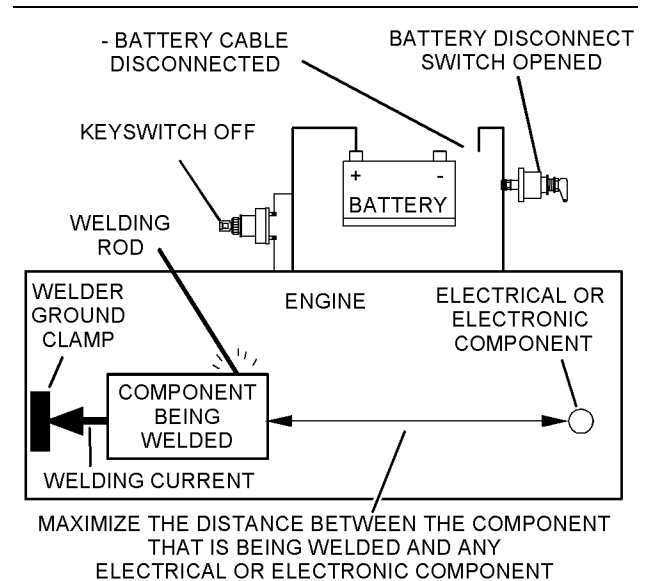 - BATTERY CABLE
DISCONNECTED
BATTERY DISCONNECT
SWITCH OPENED
KEYSWITCH OFF
+ -
BATTERY
WELDING
ROD
WELDER
GROUND
CLAMP
ENGINE
ELECTRICAL OR
ELECTRONIC
COMPONENT
COMPONENT
BEING
WELDED
WELDING CURRENT
MAXIMIZE THE DISTANCE BETWEEN THE COMPONENT
THAT IS BEING WELDED AND ANY
ELECTRICAL OR ELECTRONIC COMPONENT